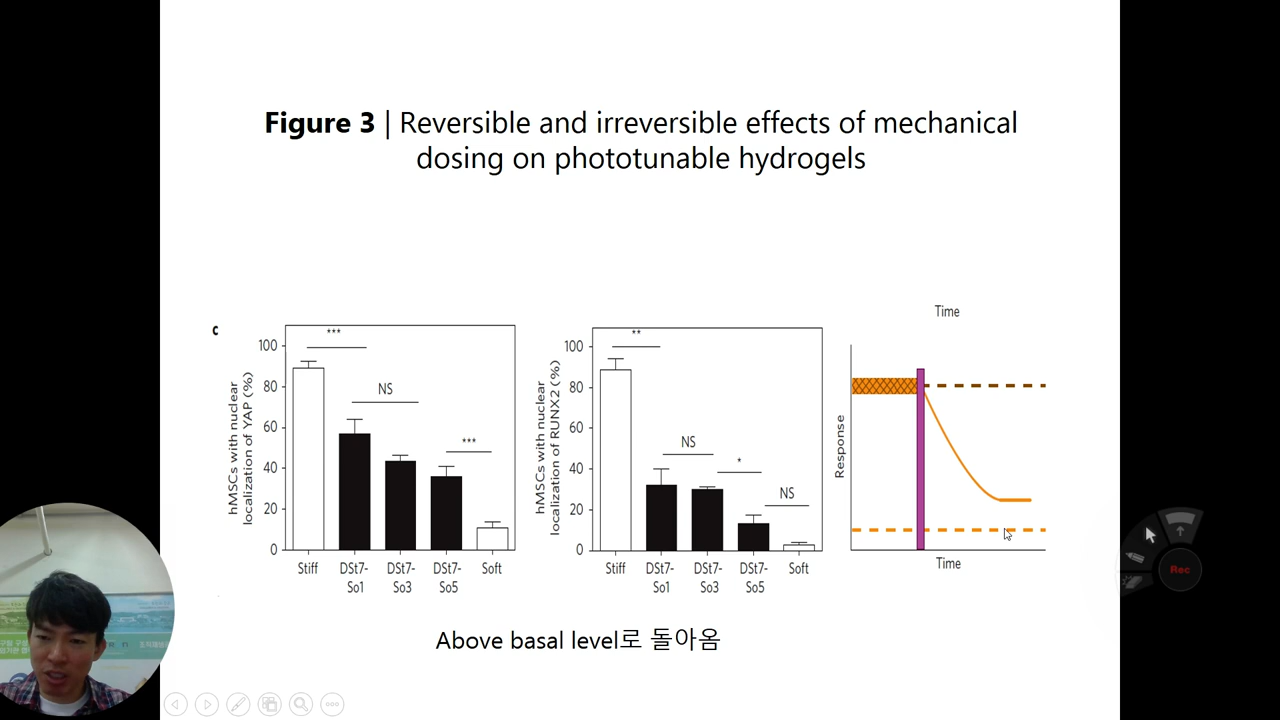 Figure 3 | Reversible and irreversible effects of mechanical
dosing on phototunable hydrogels
c
hMSCs with nuclear
localization of YAP (%)
100
80
60
40
20
0
***
NS
***
Stiff
DSt7-
So1
DSt7-
So3
DSt7-
So5
Soft
hMSCs with nuclear
localization of RUNX2 (%)
100
80
60
40
20
0
**
NS
*
NS
Stiff
DSt7-
So1
DSt7-
So3
DSt7-
So5
Soft
Time
Response
Time
Above basal level로 돌아옴
Rec